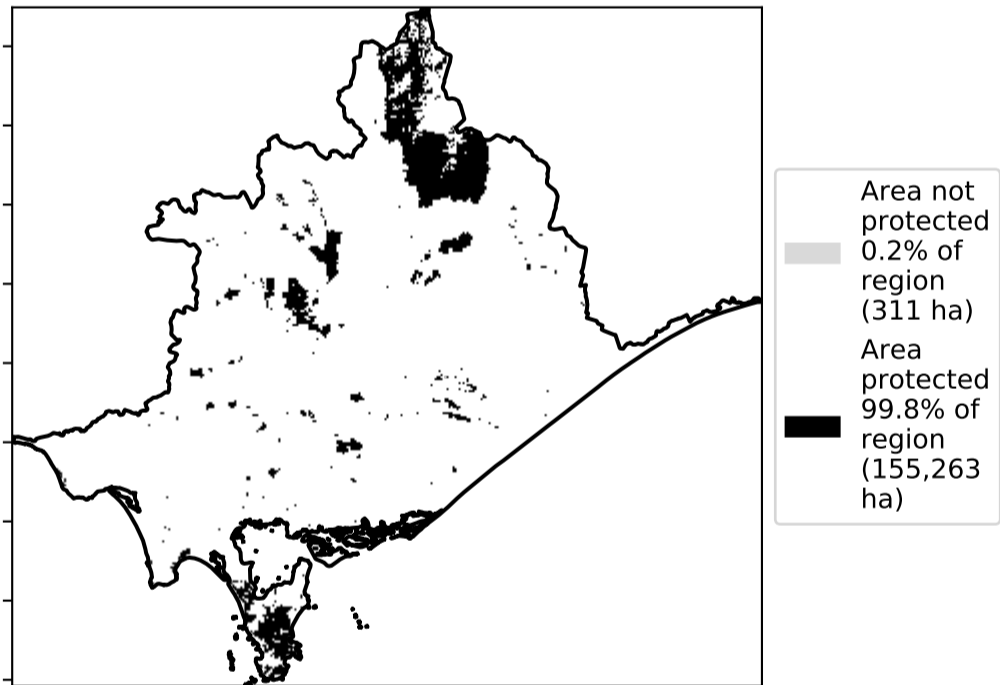 Area not
protected
0.2% of
region
(311 ha)
Area
protected
99.8% of
region
(155,263
ha)